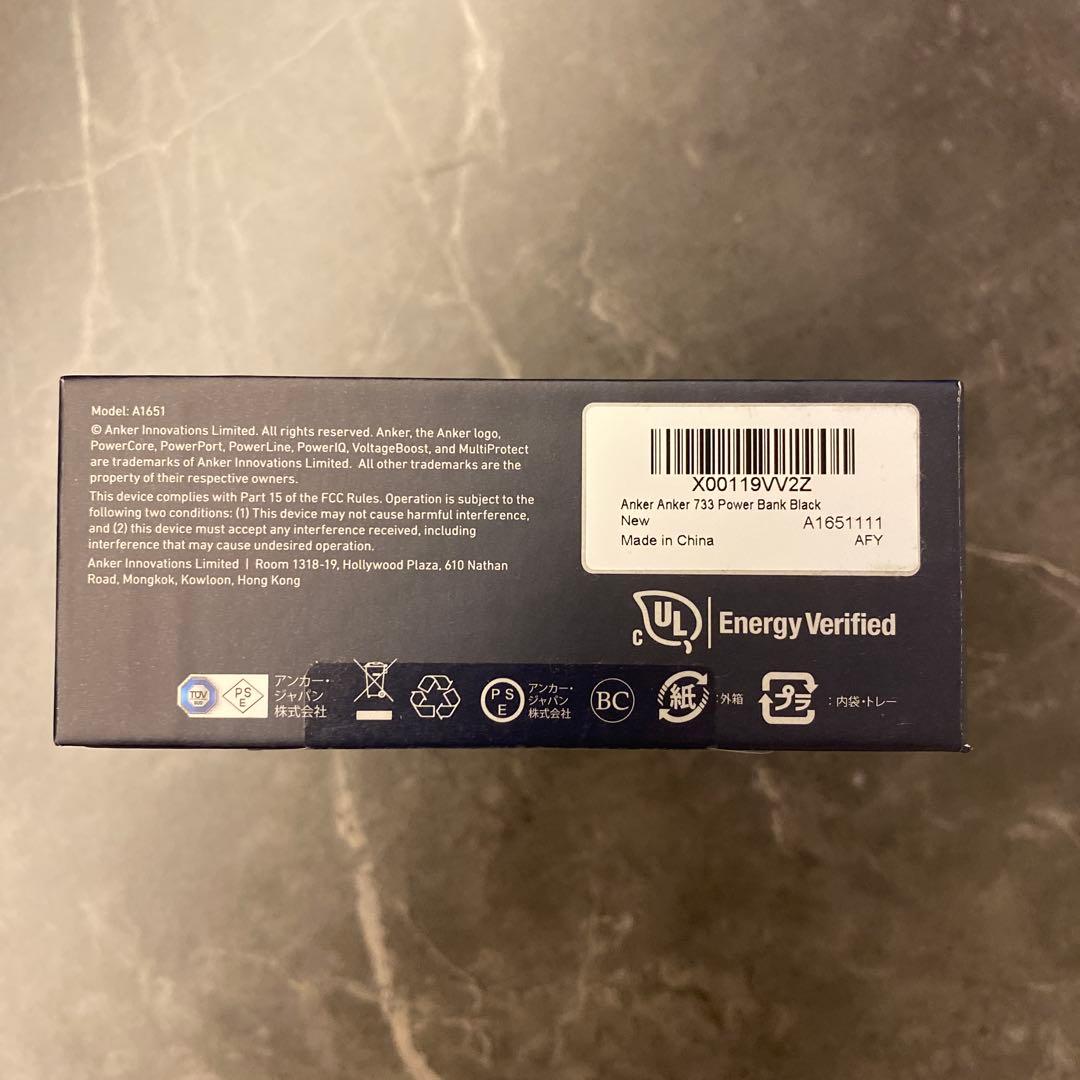 Model: A1651
© Anker Innovations Limited. All rights reserved. Anker, the Anker logo,
PowerCore, PowerPort, PowerLine, PowerIQ, VoltageBoost, and MultiProtect
are trademarks of Anker Innovations Limited. All other trademarks are the
property of their respective owners.
This device complies with Part 15 of the FCC Rules. Operation is subject to the
following two conditions: (1) This device may not cause harmful interference,
and (2) this device must accept any interference received, including
interference that may cause undesired operation.
Anker Innovations Limited | Room 1318-19, Hollywood Plaza, 610 Nathan
Road, Mongkok, Kowloon, Hong Kong
X00119VV2Z
Anker Anker 733 Power Bank Black
New
A1651111
Made in China
AFY
C UL Energy Verified
TÜV
SÜD
PS
E
アンカー・
ジャパン
株式会社
PS
E
アンカー・
ジャパン
株式会社
BC
紙
:外箱
プラ
:内袋・トレー